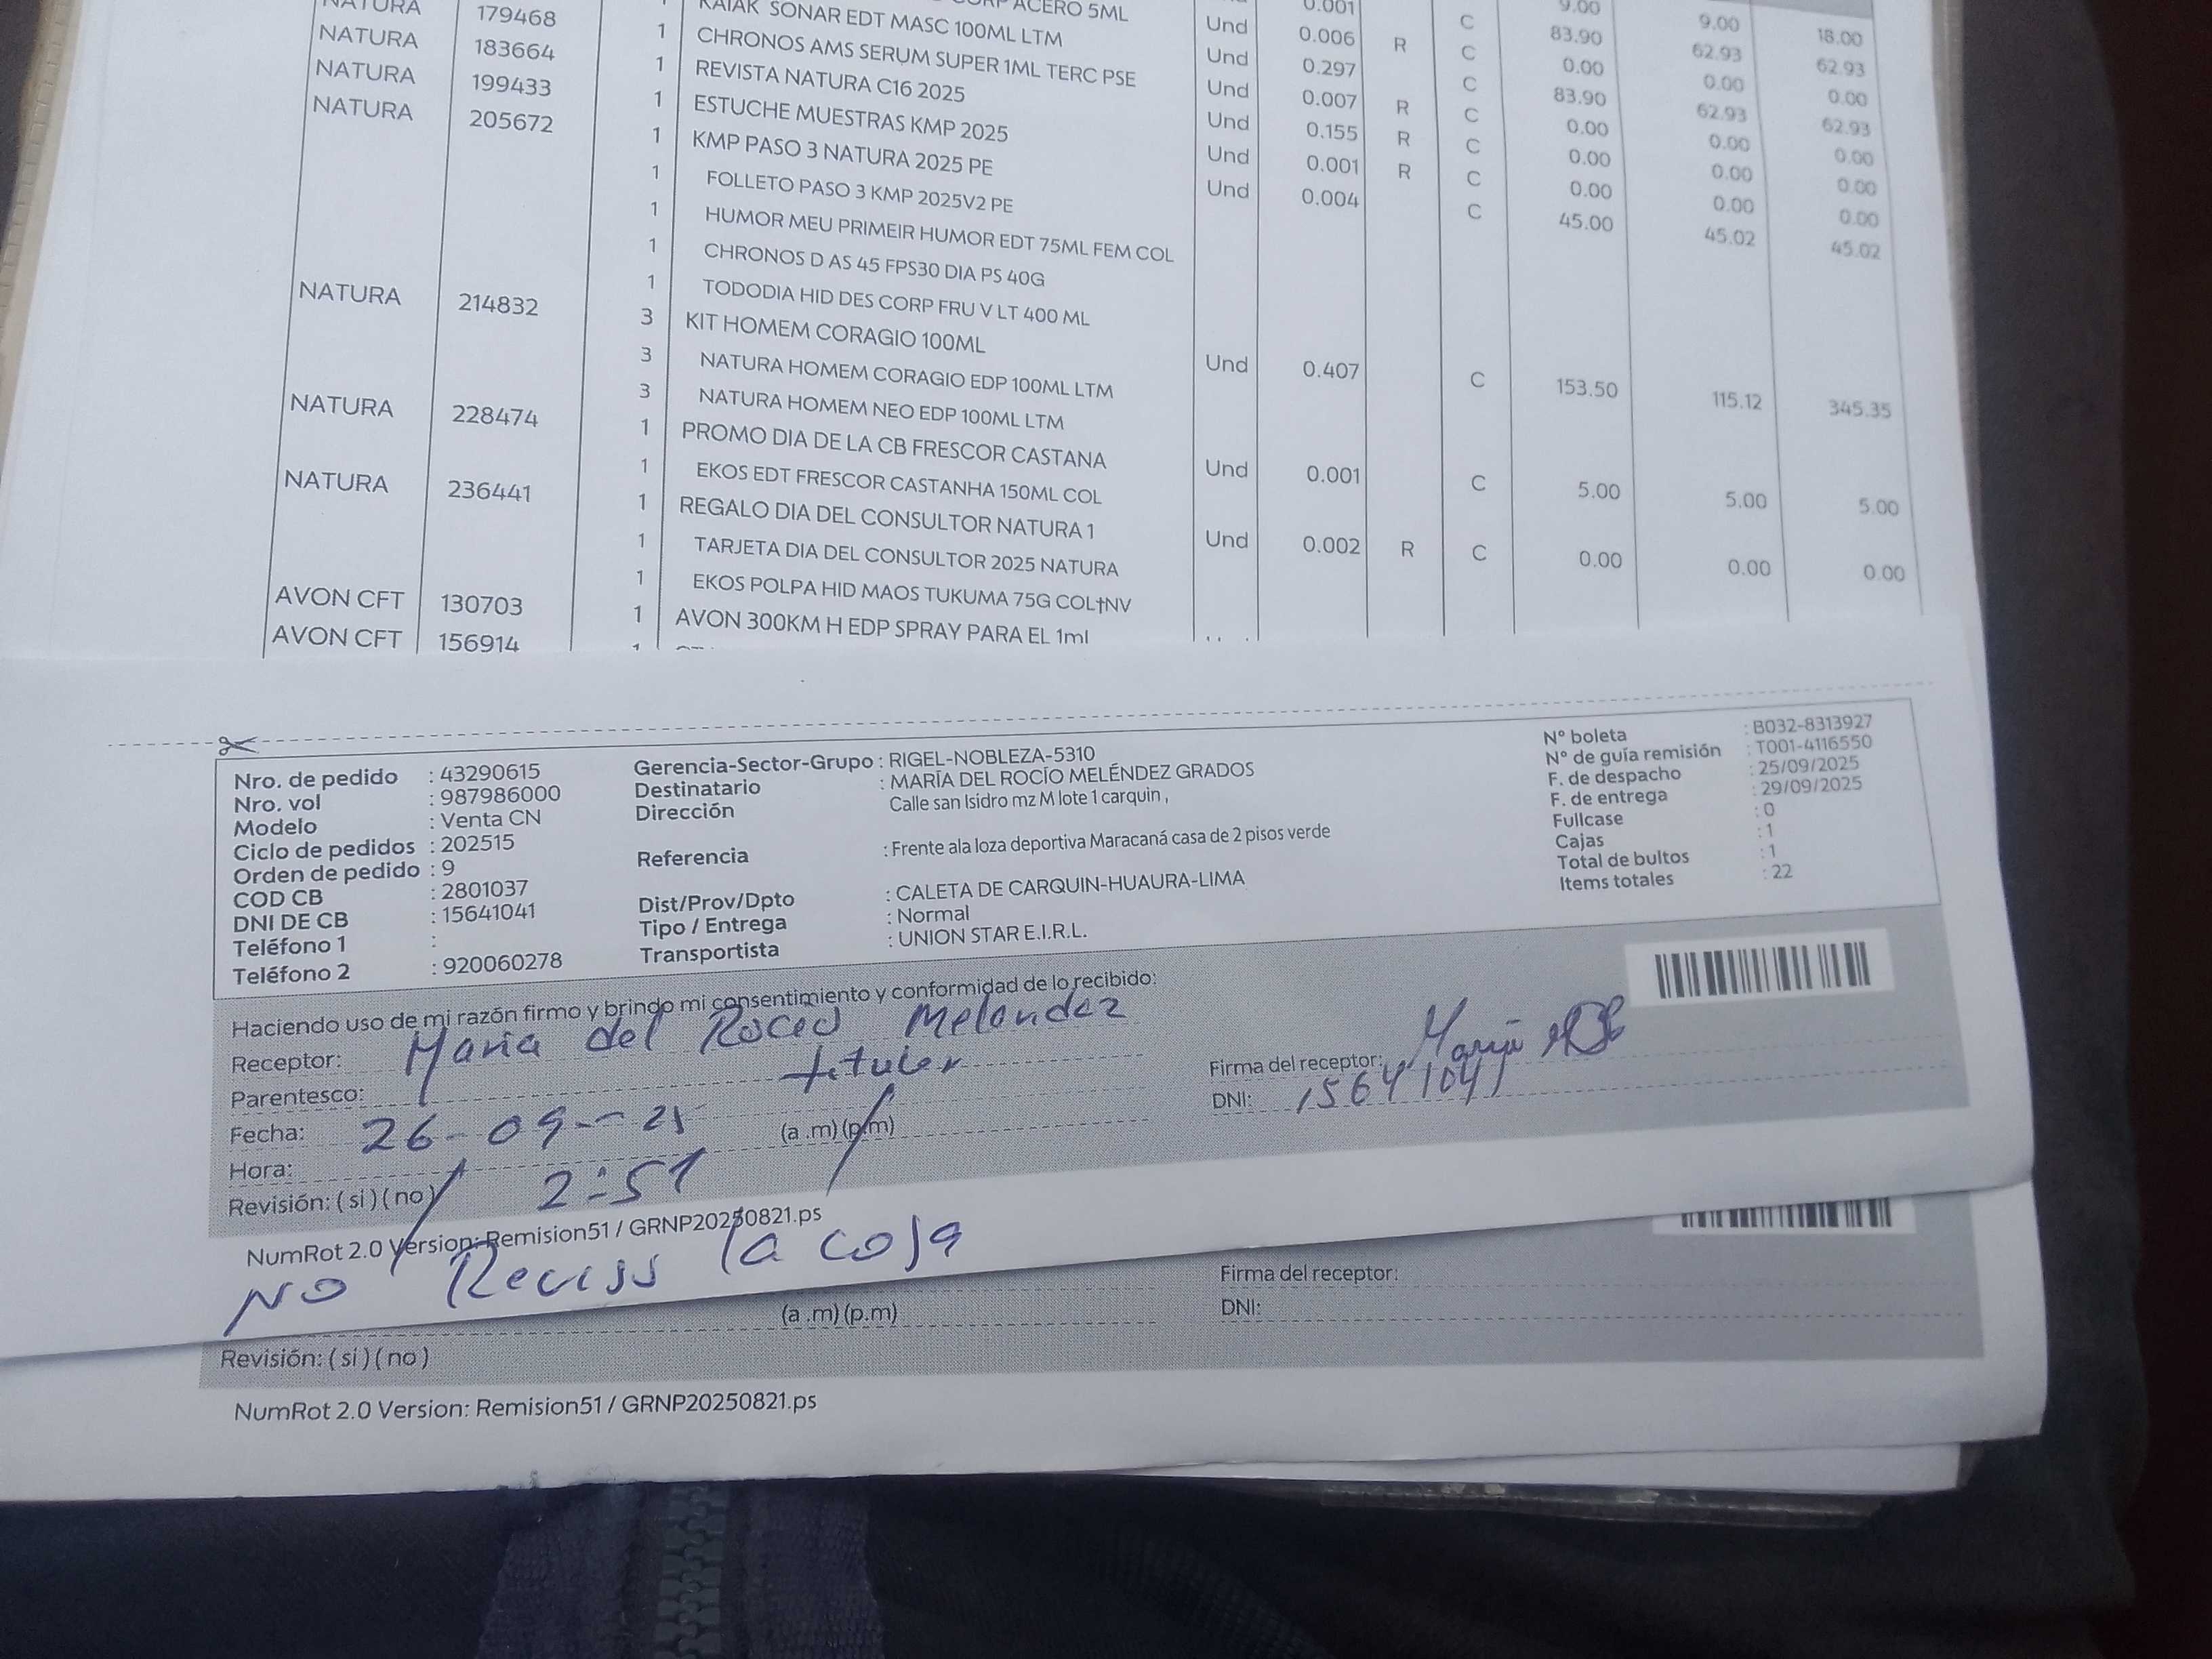 NATURA 179468 1 KAIAK SONAR EDT MASC 100ML LTM Und 0.006 R C 83.90 62.93 62.93
ACERO 5ML 0.001 C 9.00 9.00 18.00
NATURA 183664 1 CHRONOS AMS SERUM SUPER 1ML TERC PSE Und 0.297 C 0.00 0.00 0.00
NATURA 199433 1 REVISTA NATURA C16 2025 Und 0.007 R C 83.90 62.93 62.93
NATURA 205672 1 ESTUCHE MUESTRAS KMP 2025 Und 0.155 R C 0.00 0.00 0.00
1 KMP PASO 3 NATURA 2025 PE Und 0.001 R C 0.00 0.00 0.00
1 FOLLETO PASO 3 KMP 2025V2 PE Und 0.004 C 0.00 0.00 0.00
1 HUMOR MEU PRIMEIR HUMOR EDT 75ML FEM COL 45.00 45.02 45.02
1 CHRONOS D AS 45 FPS30 DIA PS 40G
1 TODODIA HID DES CORP FRU V LT 400 ML
NATURA 214832 3 KIT HOMEM CORAGIO 100ML Und 0.407 C 153.50 115.12 345.35
3 NATURA HOMEM CORAGIO EDP 100ML LTM
3 NATURA HOMEM NEO EDP 100ML LTM
NATURA 228474 1 PROMO DIA DE LA CB FRESCOR CASTANA Und 0.001 C 5.00 5.00 5.00
1 EKOS EDT FRESCOR CASTANHA 150ML COL
NATURA 236441 1 REGALO DIA DEL CONSULTOR NATURA 1 Und 0.002 R C 0.00 0.00 0.00
1 TARJETA DIA DEL CONSULTOR 2025 NATURA
1 EKOS POLPA HID MAOS TUKUMA 75G COL†NV
AVON CFT 130703 1 AVON 300KM H EDP SPRAY PARA EL 1ml
AVON CFT 156914
Nro. de pedido : 43290615
Nro. vol : 987986000
Modelo : Venta CN
Ciclo de pedidos : 202515
Orden de pedido : 9
COD CB : 2801037
DNI DE CB : 15641041
Teléfono 1 :
Teléfono 2 : 920060278
Gerencia-Sector-Grupo : RIGEL-NOBLEZA-5310
Destinatario : MARÍA DEL ROCÍO MELÉNDEZ GRADOS
Dirección Calle san Isidro mz M lote 1 carquin ,
Referencia : Frente ala loza deportiva Maracaná casa de 2 pisos verde
Dist/Prov/Dpto : CALETA DE CARQUIN-HUAURA-LIMA
Tipo / Entrega : Normal
Transportista : UNION STAR E.I.R.L.
N° boleta : B032-8313927
N° de guía remisión : T001-4116550
F. de despacho : 25/09/2025
F. de entrega : 29/09/2025
Fullcase : 0
Cajas : 1
Total de bultos : 1
Items totales : 22
Haciendo uso de mi razón firmo y brindo mi consentimiento y conformidad de lo recibido:
Receptor: Maria del Rocio Melendez
Parentesco: titular
Fecha: 26-09-25 (a .m) (p.m)
Hora: 2:51
Revisión: ( si ) ( no )
Firma del receptor: Maria
DNI: 15641041
NumRot 2.0 Version: Remision51 / GRNP20250821.ps
NO Reviso la caja
Firma del receptor:
(a .m) (p.m) DNI:
Revisión: ( si ) ( no )
NumRot 2.0 Version: Remision51 / GRNP20250821.ps